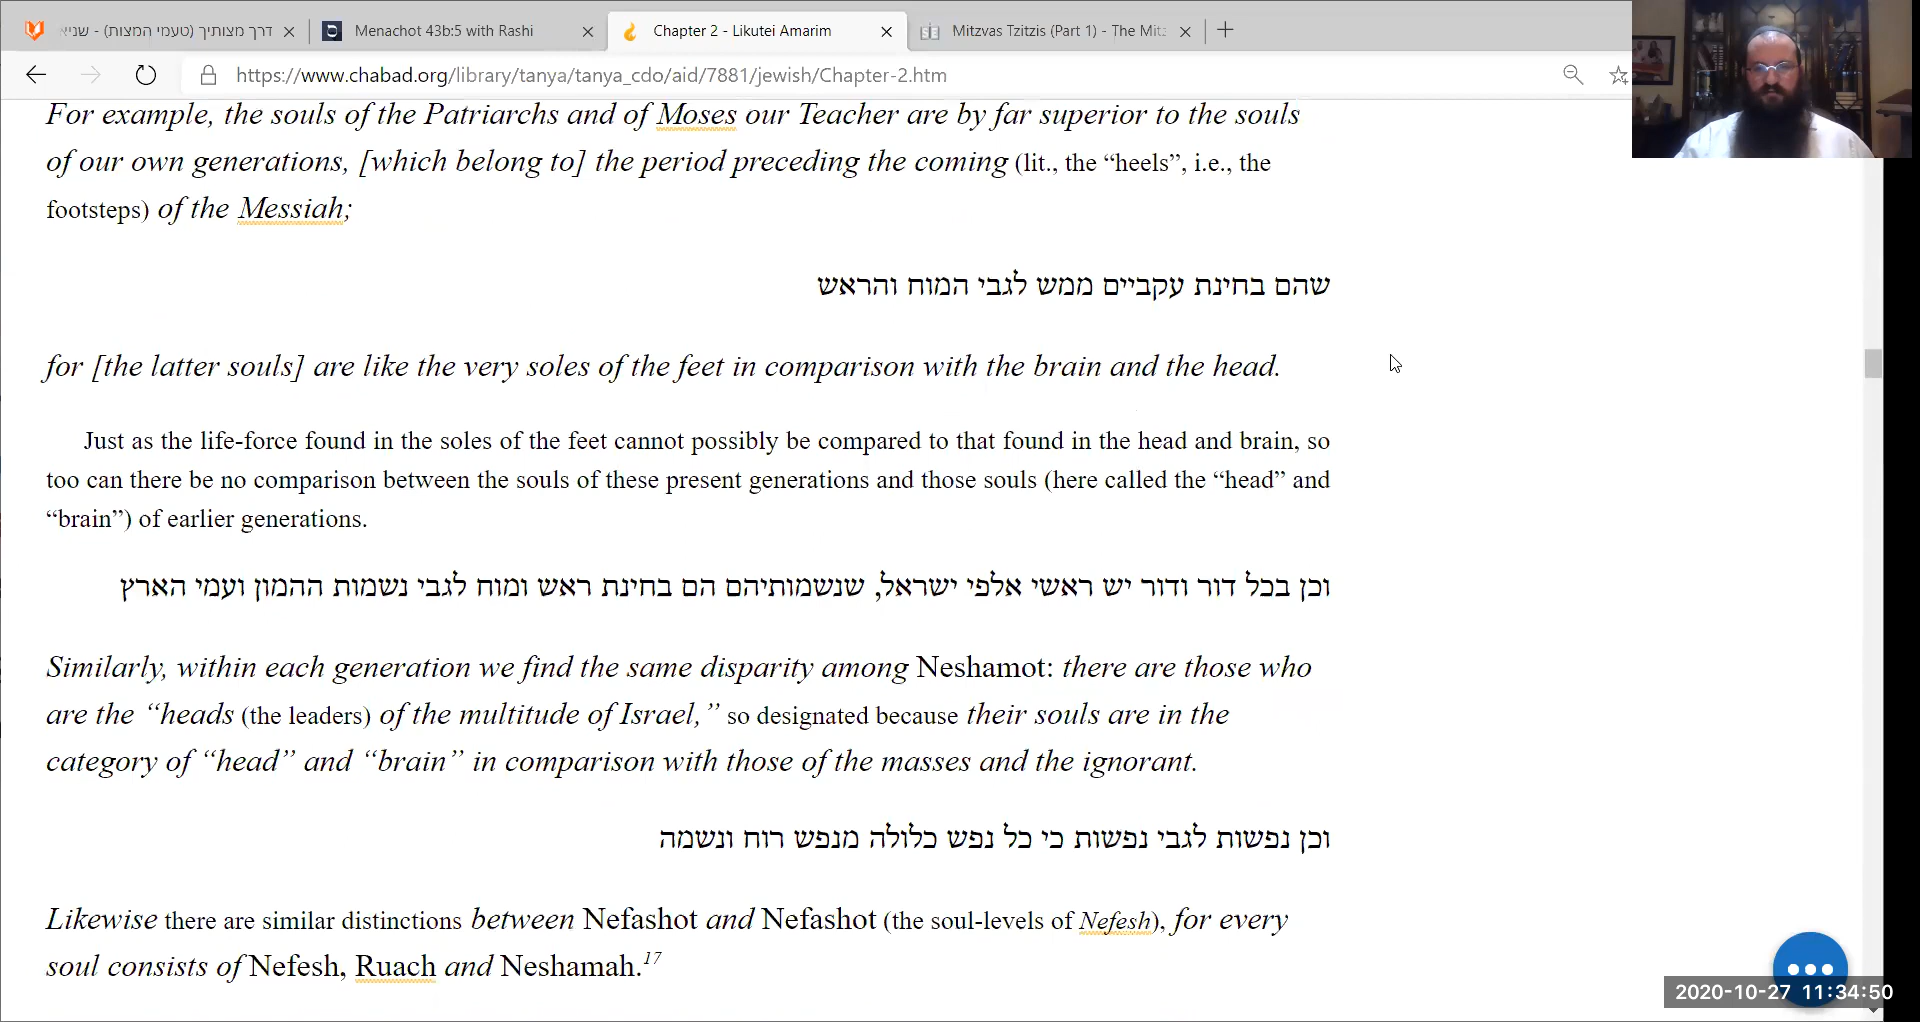 דרך מצותיך (טעמי המצות) - שניא
Menachot 43b:5 with Rashi
Chapter 2 - Likutei Amarim
Mitzvas Tzitzis (Part 1) - The Mitz
https://www.chabad.org/library/tanya/tanya_cdo/aid/7881/jewish/Chapter-2.htm
For example, the souls of the Patriarchs and of Moses our Teacher are by far superior to the souls
of our own generations, [which belong to] the period preceding the coming (lit., the “heels”, i.e., the
footsteps) of the Messiah;
שהם בחינת עקביים ממש לגבי המוח והראש
for [the latter souls] are like the very soles of the feet in comparison with the brain and the head.
Just as the life-force found in the soles of the feet cannot possibly be compared to that found in the head and brain, so
too can there be no comparison between the souls of these present generations and those souls (here called the “head” and
“brain”) of earlier generations.
וכן בכל דור ודור יש ראשי אלפי ישראל, שנשמותיהם הם בחינת ראש ומוח לגבי נשמות ההמון ועמי הארץ
Similarly, within each generation we find the same disparity among Neshamot: there are those who
are the “heads (the leaders) of the multitude of Israel,” so designated because their souls are in the
category of “head” and “brain” in comparison with those of the masses and the ignorant.
וכן נפשות לגבי נפשות כי כל נפש כלולה מנפש רוח ונשמה
Likewise there are similar distinctions between Nefashot and Nefashot (the soul-levels of Nefesh), for every
soul consists of Nefesh, Ruach and Neshamah.17
2020-10-27 11:34:50